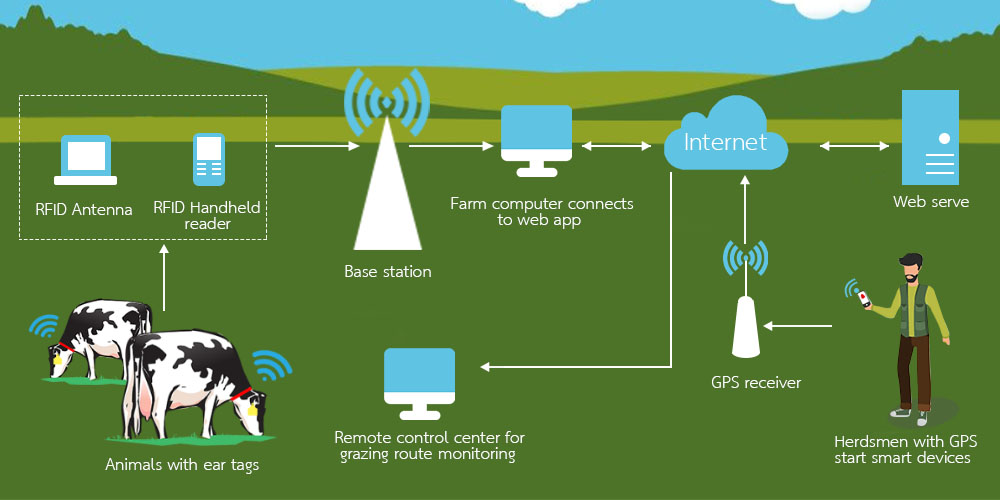 RFID Antenna
RFID Handheld
reader
Base station
Farm computer connects
to web app
Internet
Web serve
Animals with ear tags
Remote control center for
grazing route monitoring
GPS receiver
Herdsmen with GPS
start smart devices